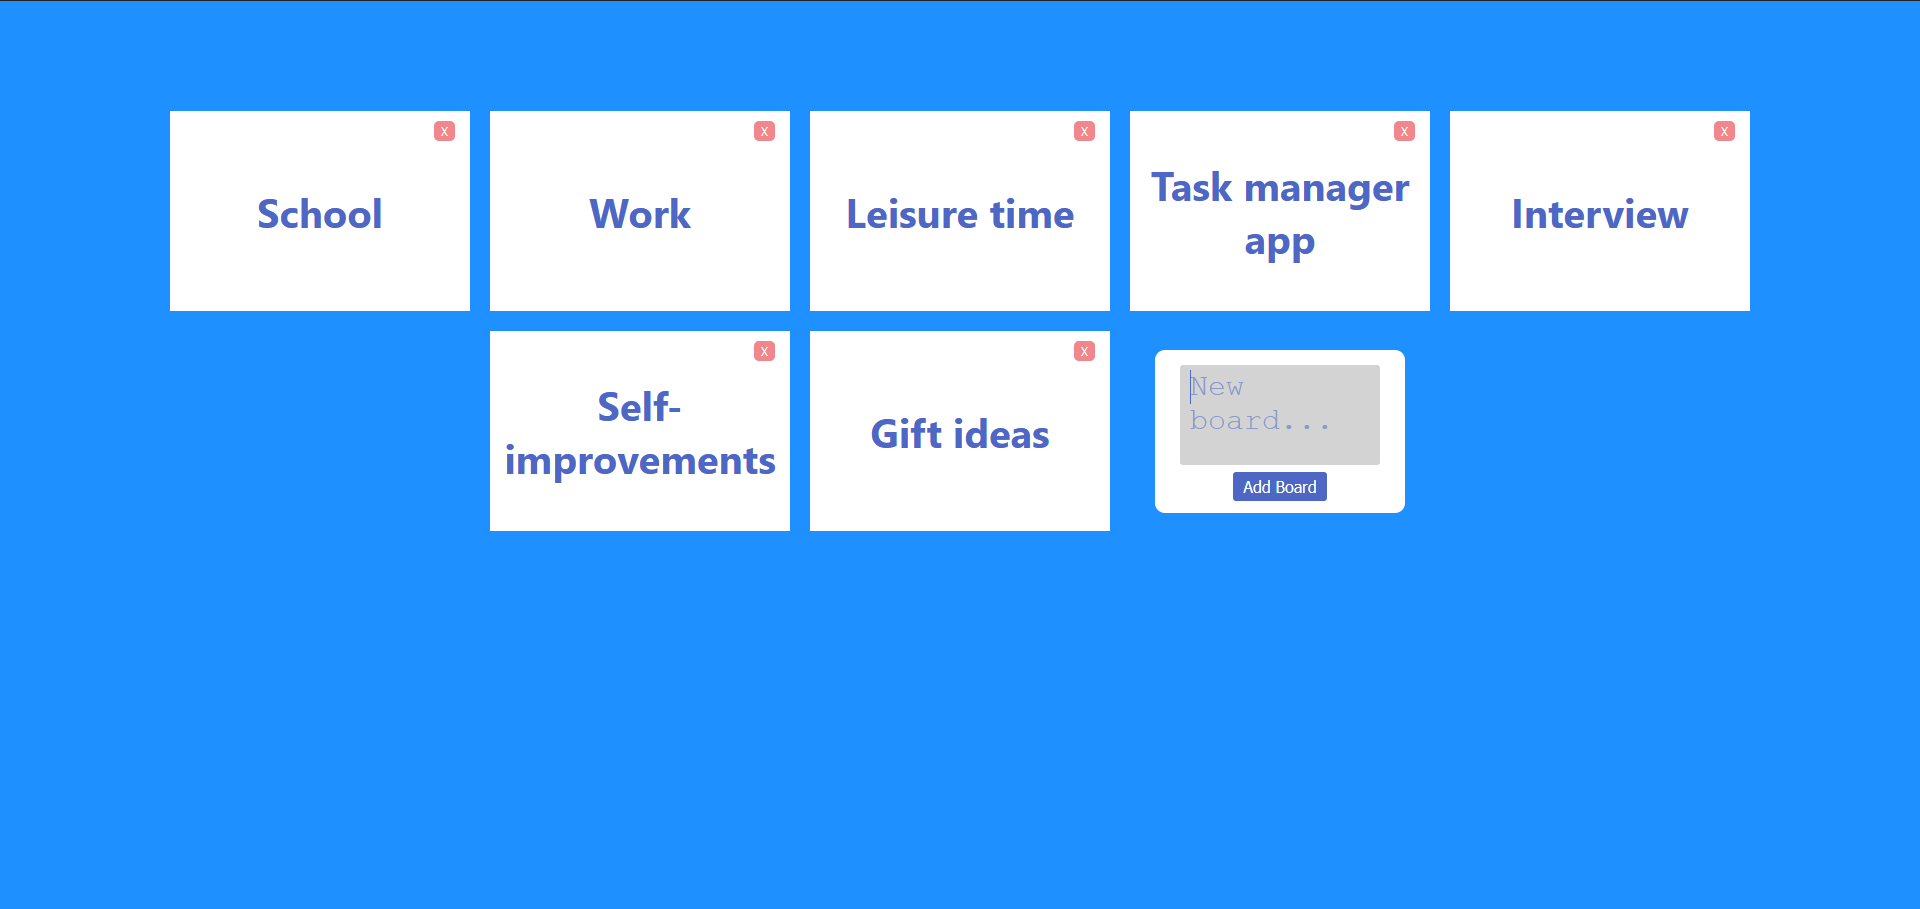 X
X
X
X
X
School
Work
Leisure time
Task manager
app
Interview
X
X
Self-
improvements
Gift ideas
New
board...
Add Board